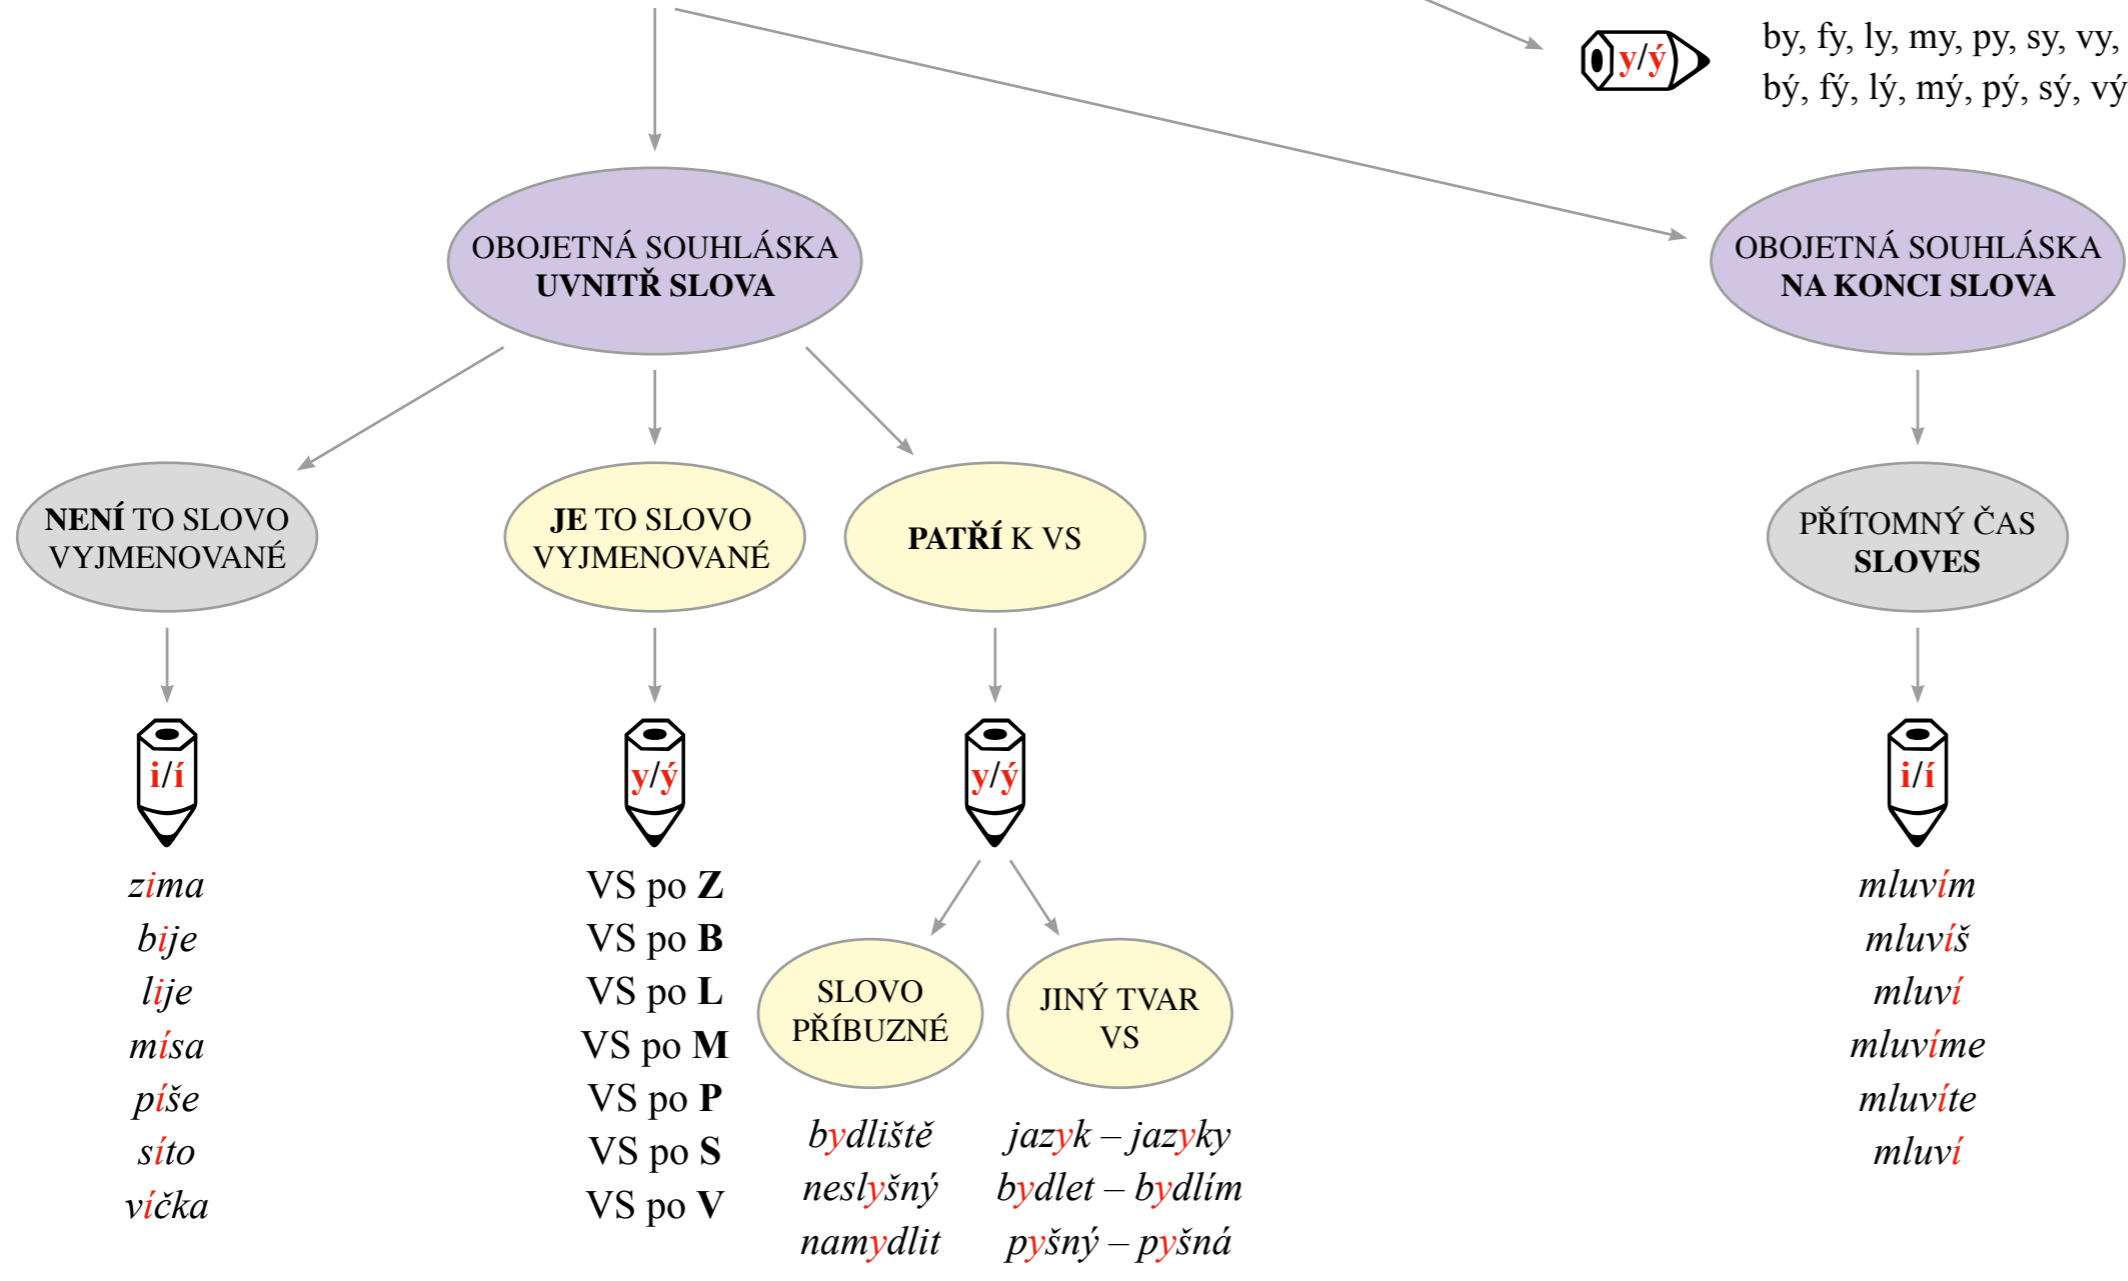 y/ý
by, fy, ly, my, py, sy, vy,
bý, fý, lý, mý, pý, sý, vý
OBOJETNÁ SOUHLÁSKA
UVNITŘ SLOVA
OBOJETNÁ SOUHLÁSKA
NA KONCI SLOVA
NENÍ TO SLOVO
VYJMENOVANÉ
JE TO SLOVO
VYJMENOVANÉ
PATŘÍ K VS
PŘÍTOMNÝ ČAS
SLOVES
i/í
zima
bije
lije
mísa
píše
síto
víčka
y/ý
VS po Z
VS po B
VS po L
VS po M
VS po P
VS po S
VS po V
y/ý
SLOVO
PŘÍBUZNÉ
bydliště
neslyšný
namydlit
JINÝ TVAR
VS
jazyk – jazyky
bydlet – bydlím
pyšný – pyšná
i/í
mluvím
mluvíš
mluví
mluvíme
mluvíte
mluví